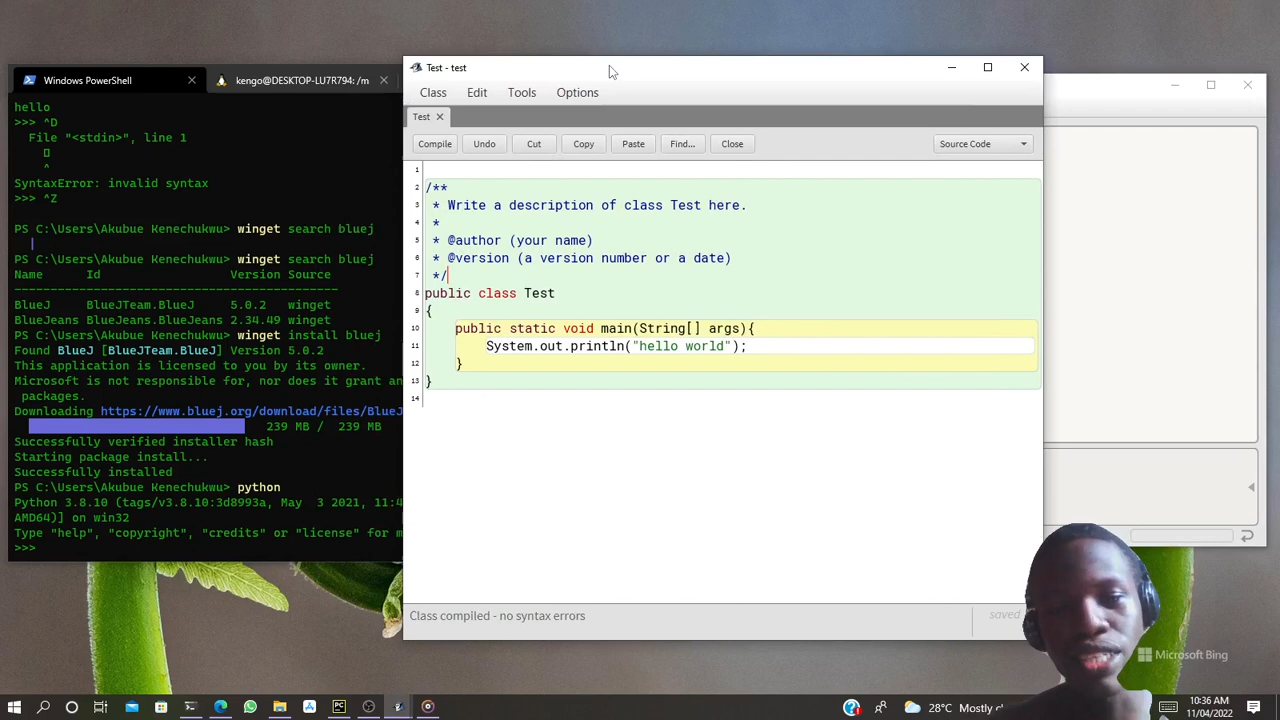 Windows PowerShell
kengo@DESKTOP-LU7R794: /m
hello
>>> ^D
File "<stdin>", line 1
^
SyntaxError: invalid syntax
>>> ^Z
PS C:\Users\Akubue Kenechukwu> winget search bluej
PS C:\Users\Akubue Kenechukwu> winget search bluej
Name Id Version Source
-------------------------------------------
BlueJ BlueJTeam.BlueJ 5.0.2 winget
BlueJeans BlueJeans.BlueJeans 2.34.49 winget
PS C:\Users\Akubue Kenechukwu> winget install bluej
Found BlueJ [BlueJTeam.BlueJ] Version 5.0.2
This application is licensed to you by its owner.
Microsoft is not responsible for, nor does it grant an
packages.
Downloading https://www.bluej.org/download/files/BlueJ
239 MB / 239 MB
Successfully verified installer hash
Starting package install...
Successfully installed
PS C:\Users\Akubue Kenechukwu> python
Python 3.8.10 (tags/v3.8.10:3d8993a, May 3 2021, 11:4
AMD64)] on win32
Type "help", "copyright", "credits" or "license" for m
>>>
Test - test
Class Edit Tools Options
Test
Compile Undo Cut Copy Paste Find... Close Source Code
1
2 /**
3 * Write a description of class Test here.
4 *
5 * @author (your name)
6 * @version (a version number or a date)
7 */
8 public class Test
9 {
10 public static void main(String[] args){
11 System.out.println("hello world");
12 }
13 }
14
Class compiled - no syntax errors
saved
Microsoft Bing
28°C Mostly cl
10:36 AM
11/04/2022